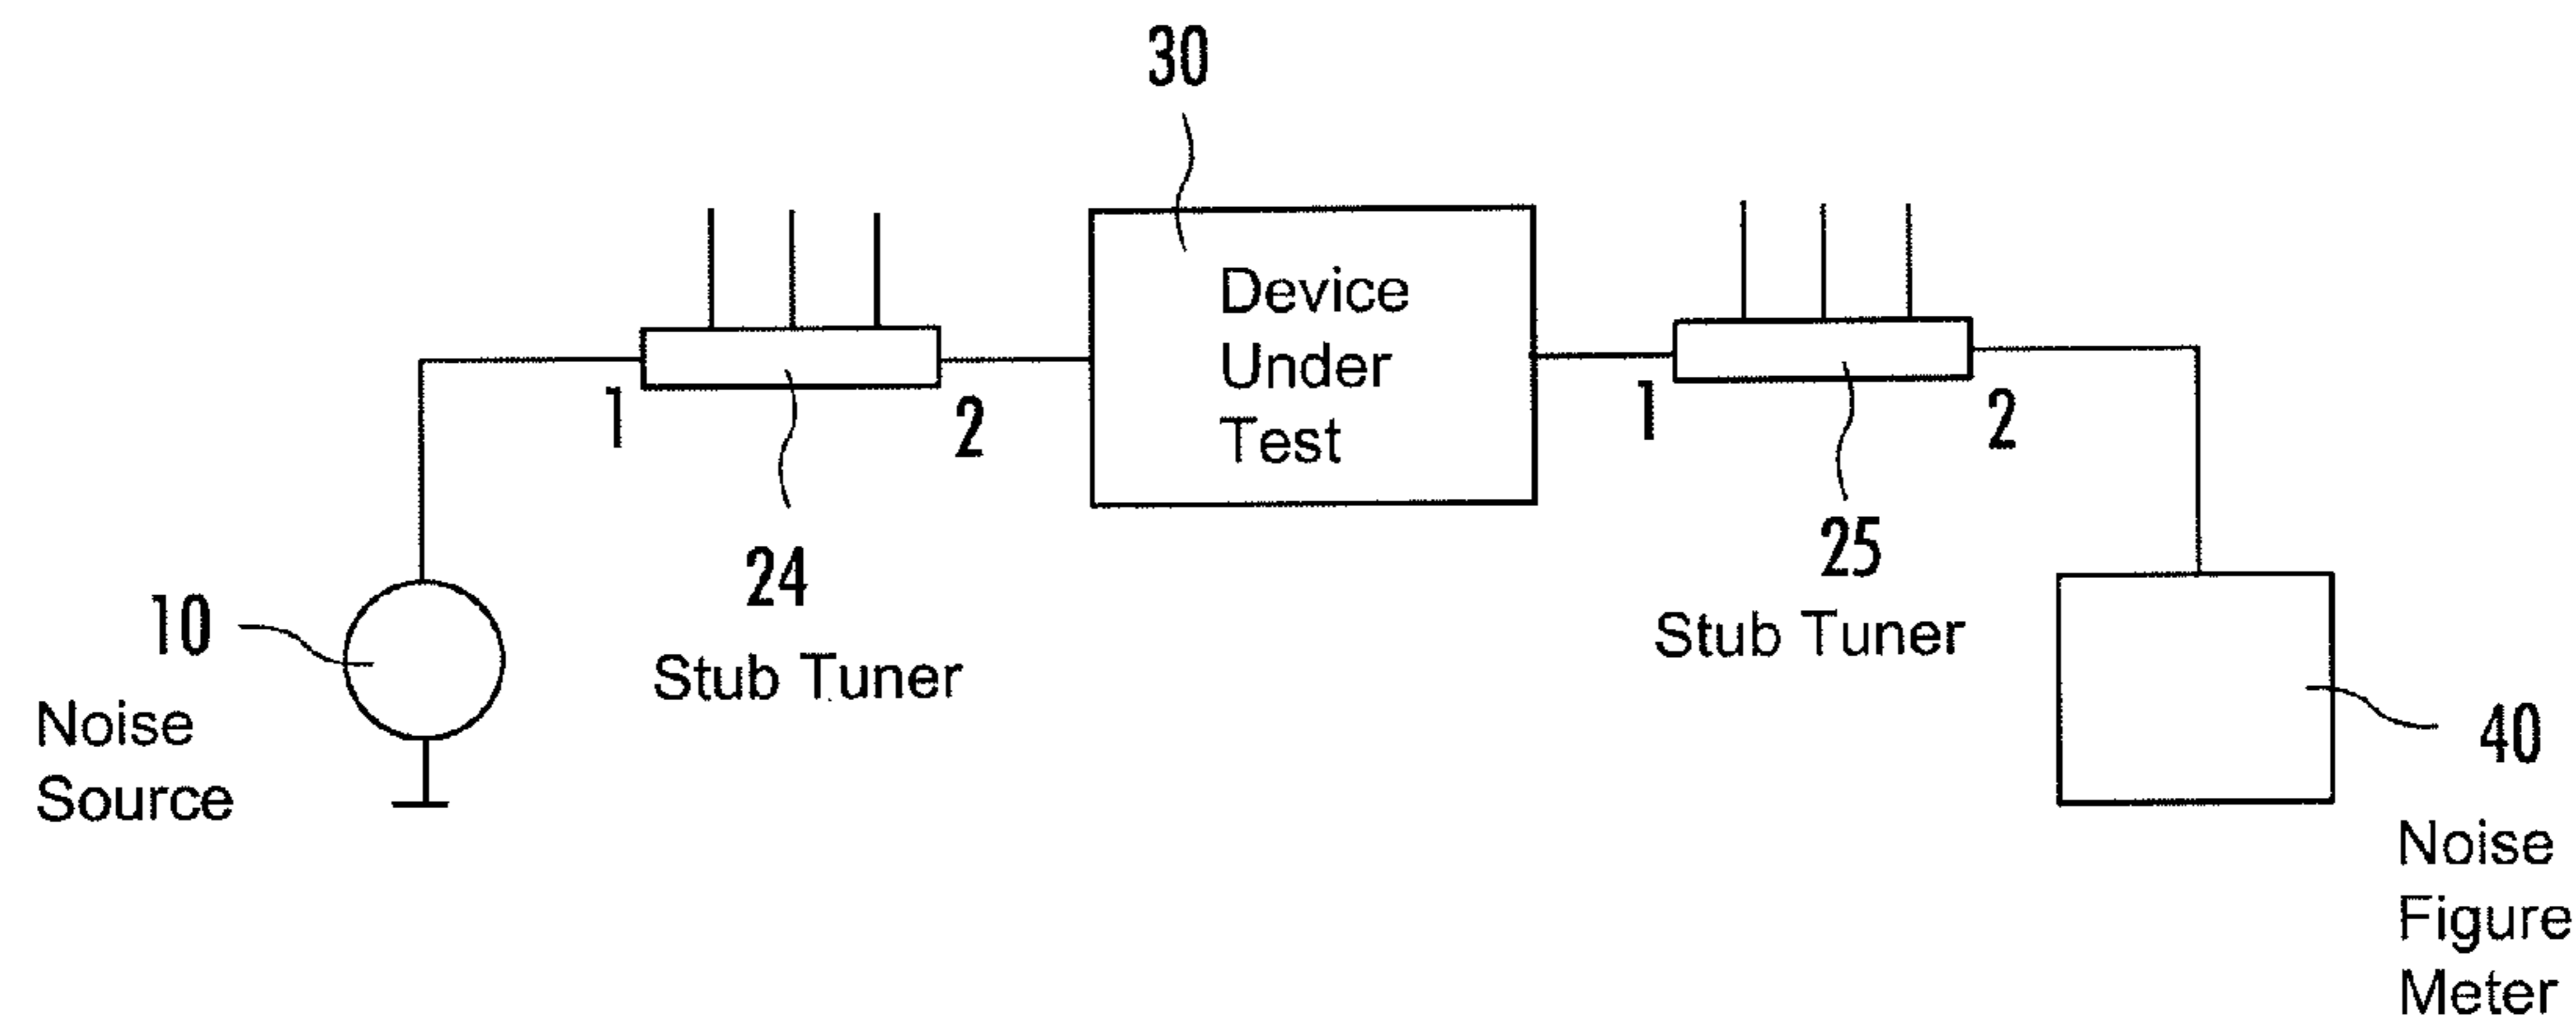 30
Device
Under
Test
1
2
1
2
24
Stub Tuner
25
Stub Tuner
10
Noise
Source
40
Noise
Figure
Meter